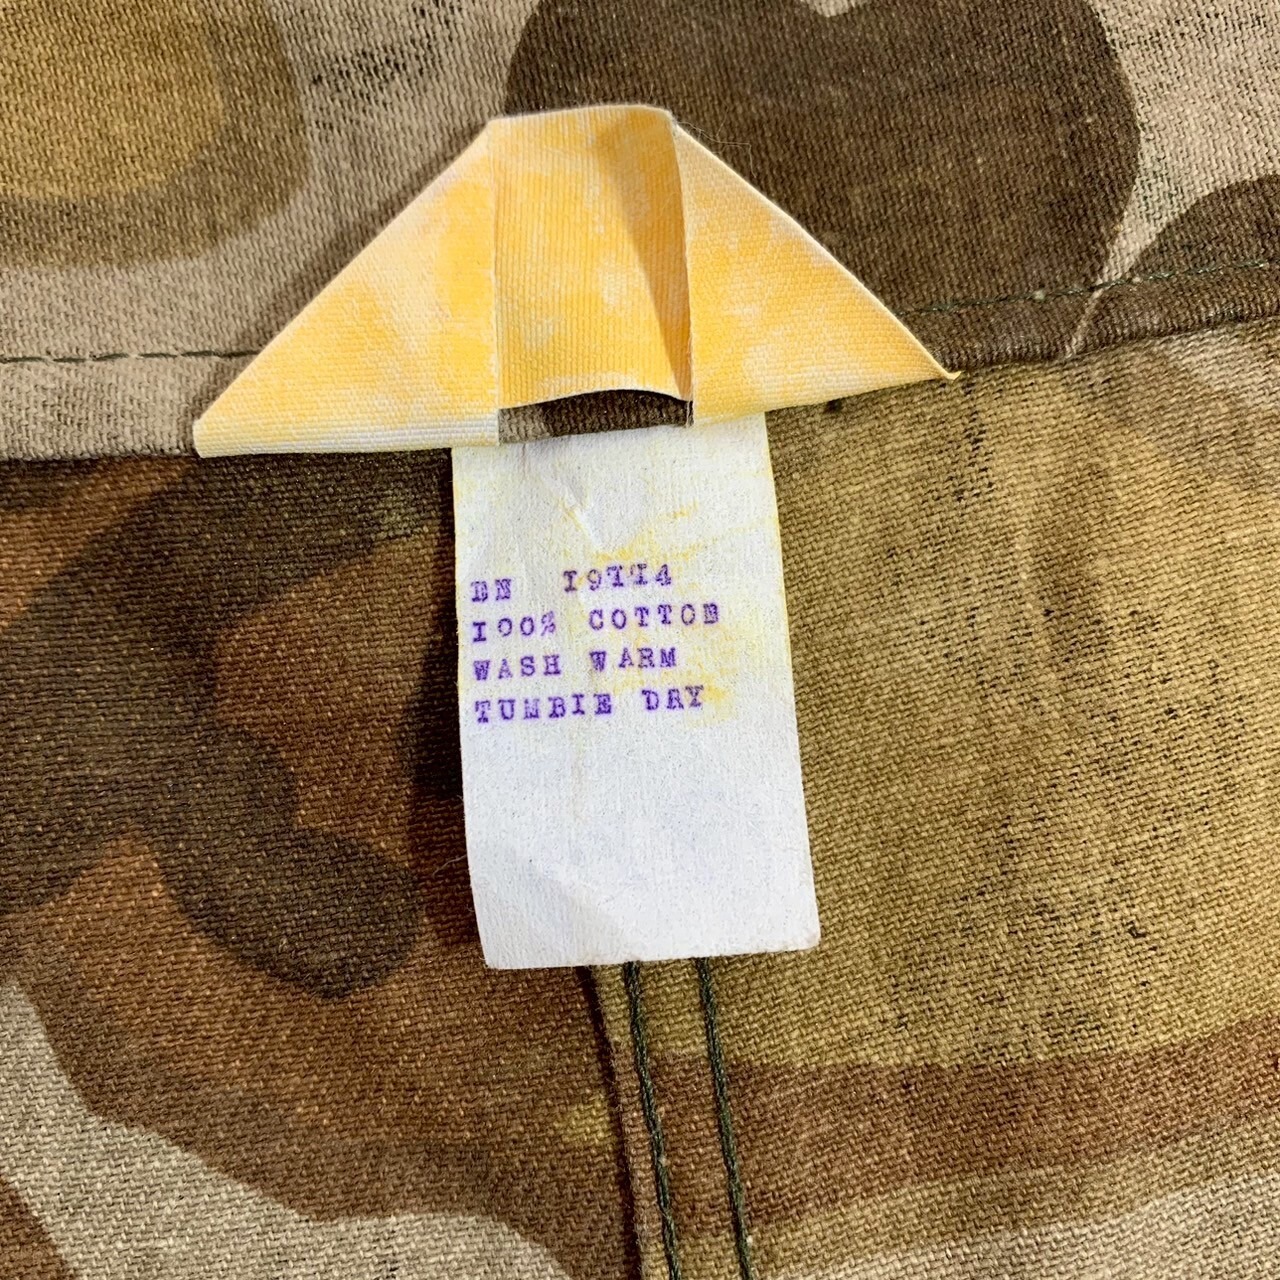 RN 19774
100% COTTON
WASH WARM
TUMBLE DRY